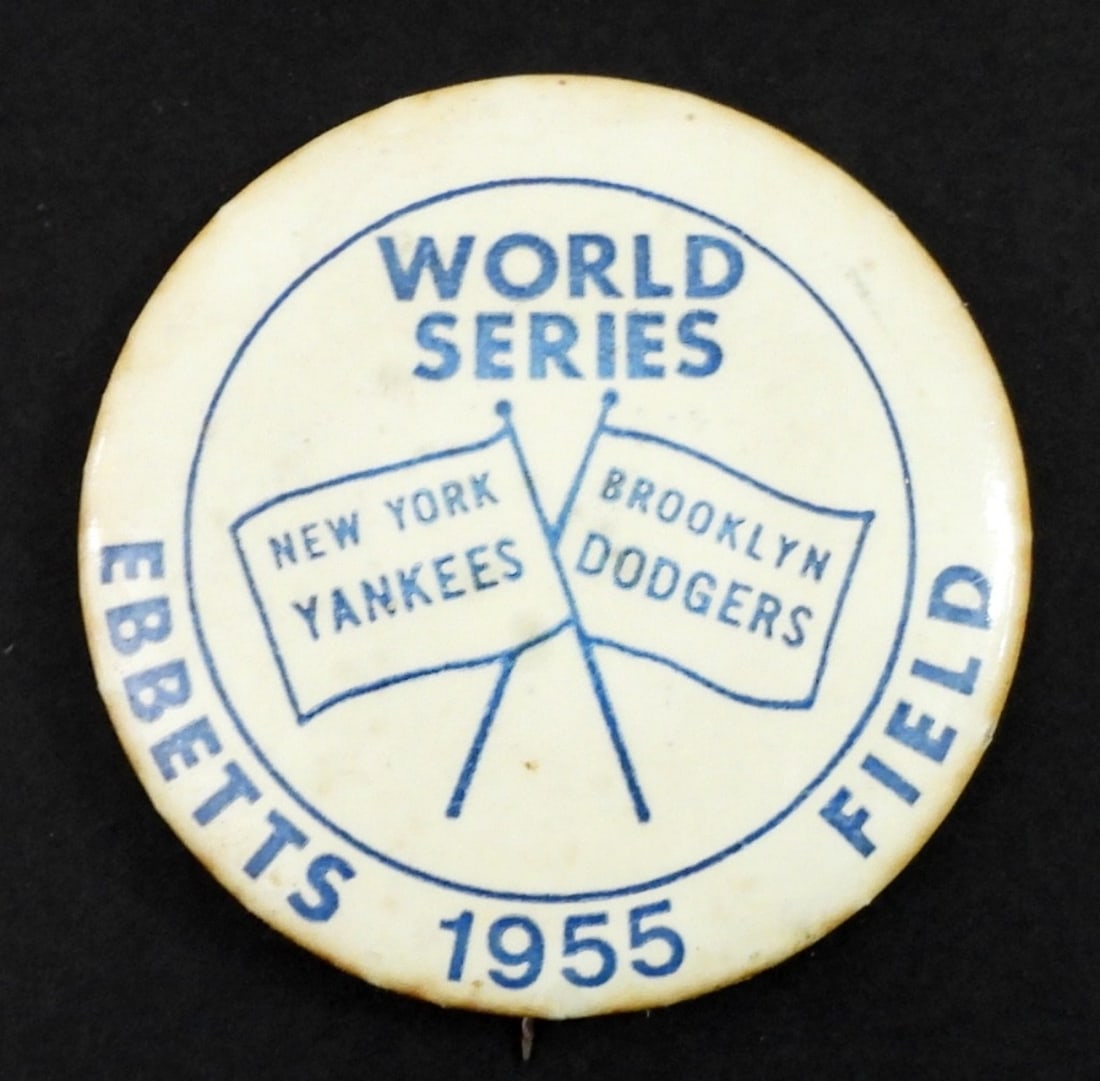 WORLD
SERIES
NEW YORK
YANKEES
BROOKLYN
DODGERS
EBBETTS FIELD
1955